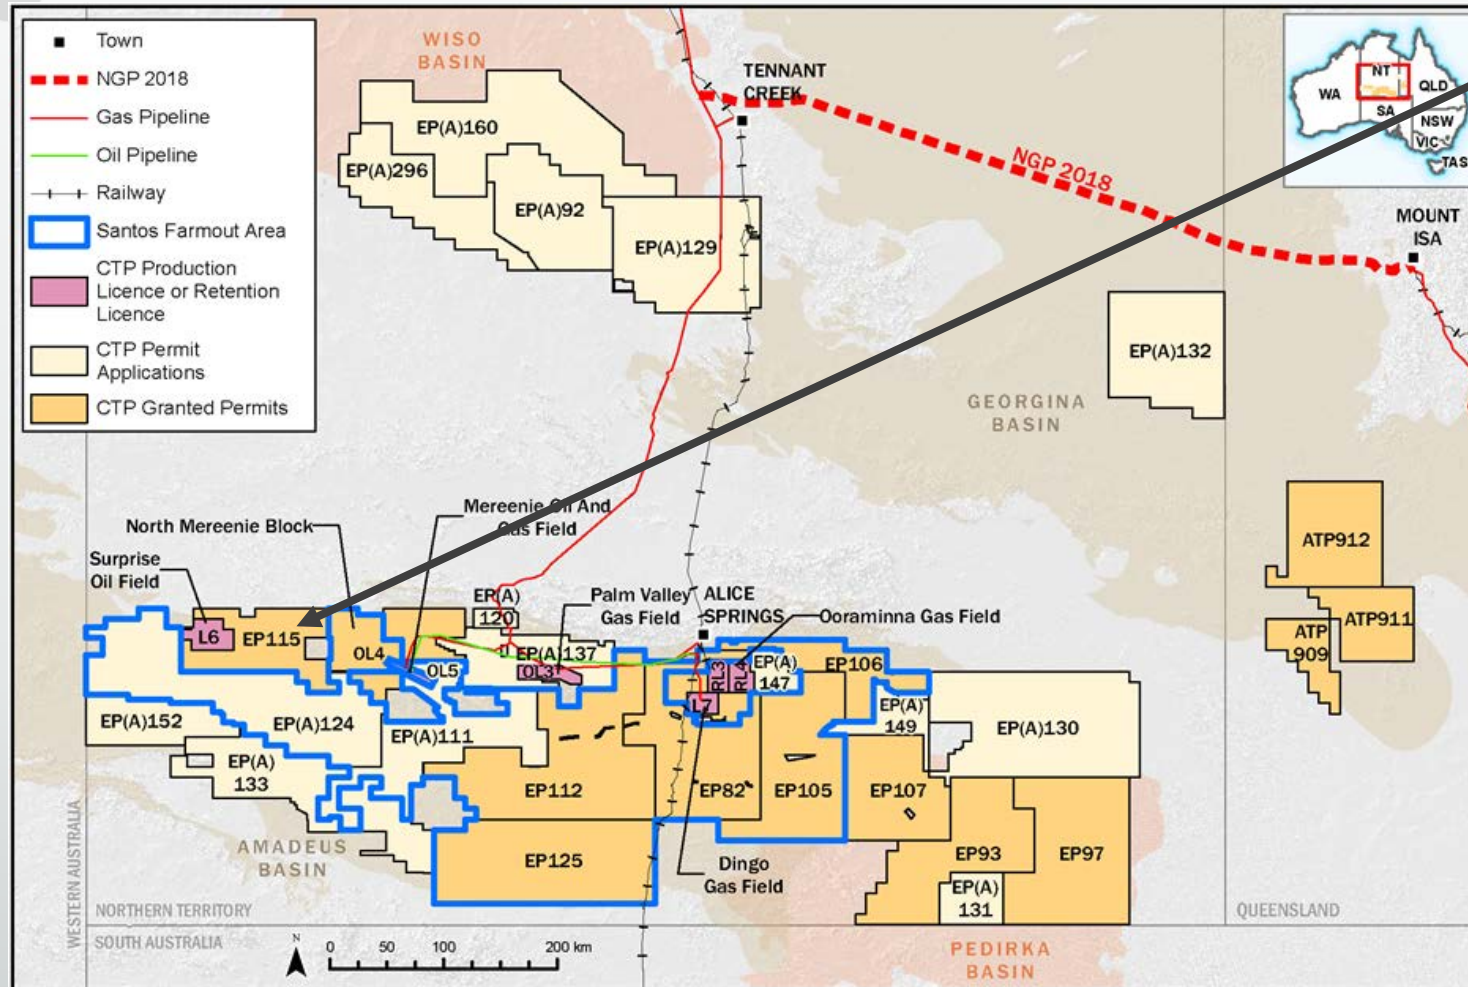 Town
NGP 2018
Gas Pipeline
Oil Pipeline
Railway
Santos Farmout Area
CTP Production
Licence or Retention
Licence
CTP Permit
Applications
CTP Granted Permits
WISO
BASIN
TENNANT
CREEK
NGP 2018
WA
NT
QLD
SA
NSW
VIC
TAS
MOUNT
ISA
EP(A)160
EP(A)296
EP(A)92
EP(A)129
EP(A)132
GEORGINA
BASIN
North Mereenie Block
Mereenie Oil And
Gas Field
Surprise
Oil Field
EP(A)
120
Palm Valley
Gas Field
ALICE
SPRINGS
Ooraminna Gas Field
ATP912
ATP911
ATP
909
L6
EP115
OL4
OL5
EP(A)137
OL3
RL3
RL4
EP(A)
147
EP106
L7
EP(A)
149
EP(A)130
EP(A)152
EP(A)124
EP(A)111
EP(A)
133
EP112
EP82
EP105
EP107
EP125
EP93
EP97
EP(A)
131
Dingo
Gas Field
AMADEUS
BASIN
WESTERN AUSTRALIA
NORTHERN TERRITORY
SOUTH AUSTRALIA
QUEENSLAND
PEDIRKA
BASIN
N
0 50 100 200 km